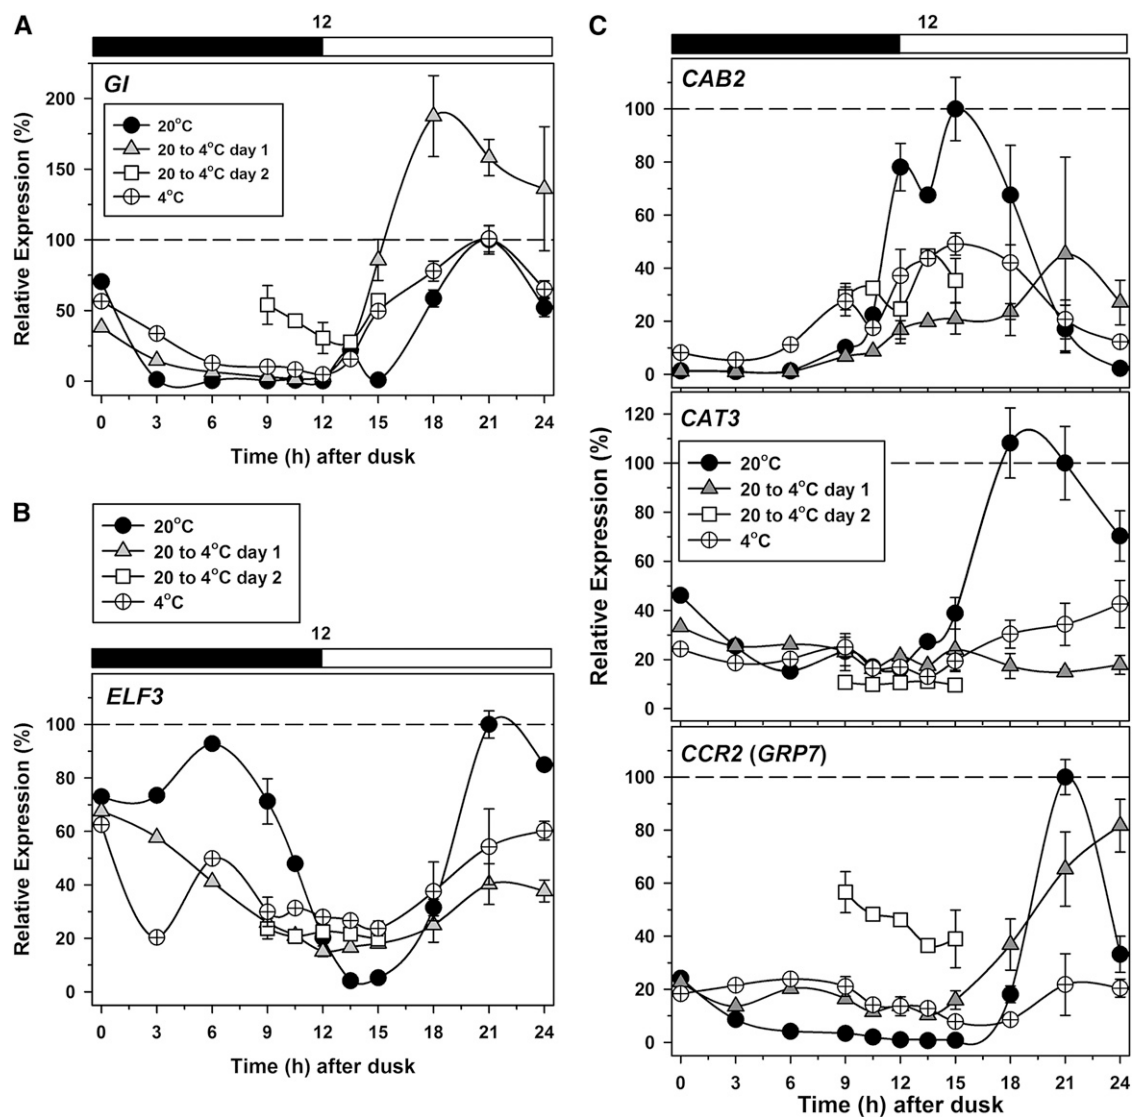 A
12
GI
20°C
20 to 4°C day 1
20 to 4°C day 2
4°C
Relative Expression (%)
200
150
100
50
0
0 3 6 9 12 15 18 21 24
Time (h) after dusk
B
20°C
20 to 4°C day 1
20 to 4°C day 2
4°C
12
ELF3
Relative Expression (%)
100
80
60
40
20
0
0 3 6 9 12 15 18 21 24
Time (h) after dusk
C
12
CAB2
100
80
60
40
20
0
Relative Expression (%)
CAT3
20°C
20 to 4°C day 1
20 to 4°C day 2
4°C
120
100
80
60
40
20
0
CCR2 (GRP7)
100
80
60
40
20
0
0 3 6 9 12 15 18 21 24
Time (h) after dusk